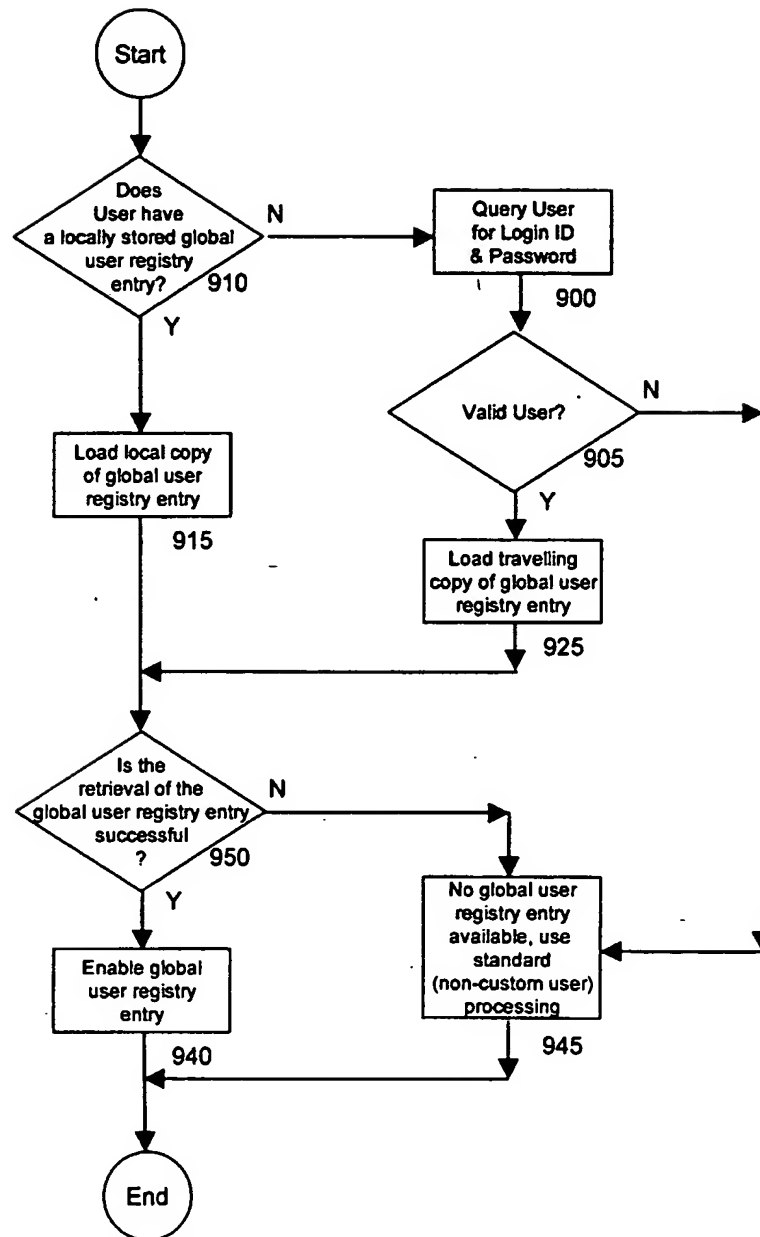 Start
Does
User have
a locally stored global
user registry
entry?
910
N
Y
Query User
for Login ID
& Password
900
Valid User?
905
N
Y
Load local copy
of global user
registry entry
915
Load travelling
copy of global user
registry entry
925
Is the
retrieval of the
global user registry entry
successful
?
950
N
Y
No global user
registry entry
available, use
standard
(non-custom user)
processing
945
Enable global
user registry
entry
940
End